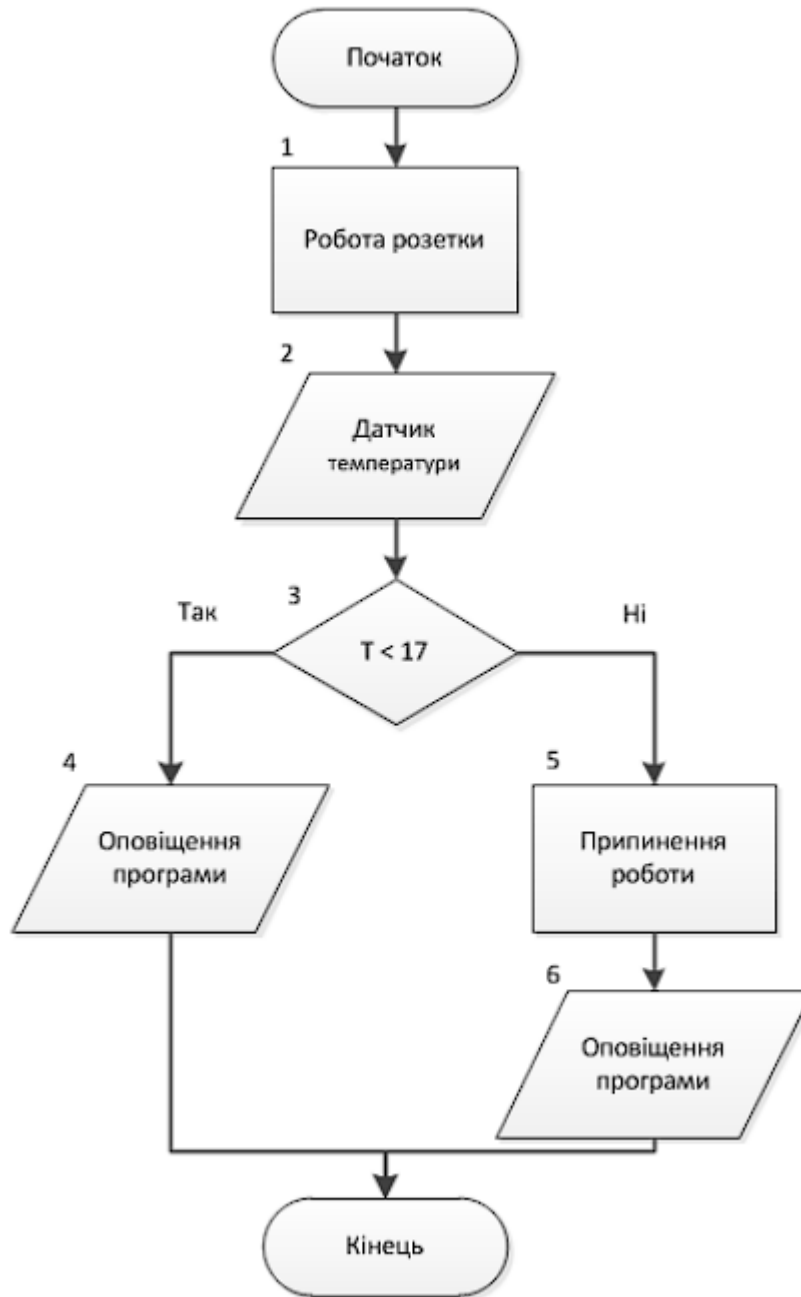 Початок
1
Робота розетки
2
Датчик
температури
3
Так
Ні
T < 17
4
Оповіщення
програми
5
Припинення
роботи
6
Оповіщення
програми
Кінець